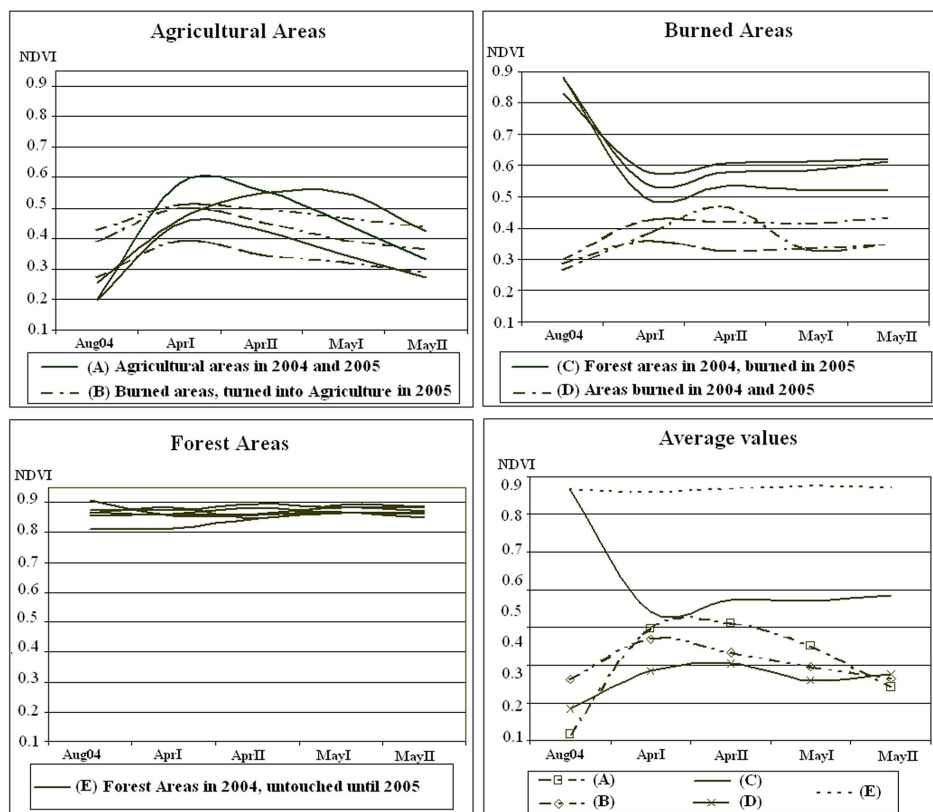 Agricultural Areas
NDVI
0.9
0.8
0.7
0.6
0.5
0.4
0.3
0.2
0.1
Aug04 AprI AprII MayI MayII
(A) Agricultural areas in 2004 and 2005
(B) Burned areas, turned into Agriculture in 2005
Burned Areas
NDVI
0.9
0.8
0.7
0.6
0.5
0.4
0.3
0.2
0.1
Aug04 AprI AprII MayI MayII
(C) Forest areas in 2004, burned in 2005
(D) Areas burned in 2004 and 2005
Forest Areas
NDVI
0.9
0.8
0.7
0.6
0.5
0.4
0.3
0.2
0.1
Aug04 AprI AprII MayI MayII
(E) Forest Areas in 2004, untouched until 2005
Average values
NDVI
0.9
0.8
0.7
0.6
0.5
0.4
0.3
0.2
0.1
Aug04 AprI AprII MayI MayII
(A) (C) (E)
(B) (D)